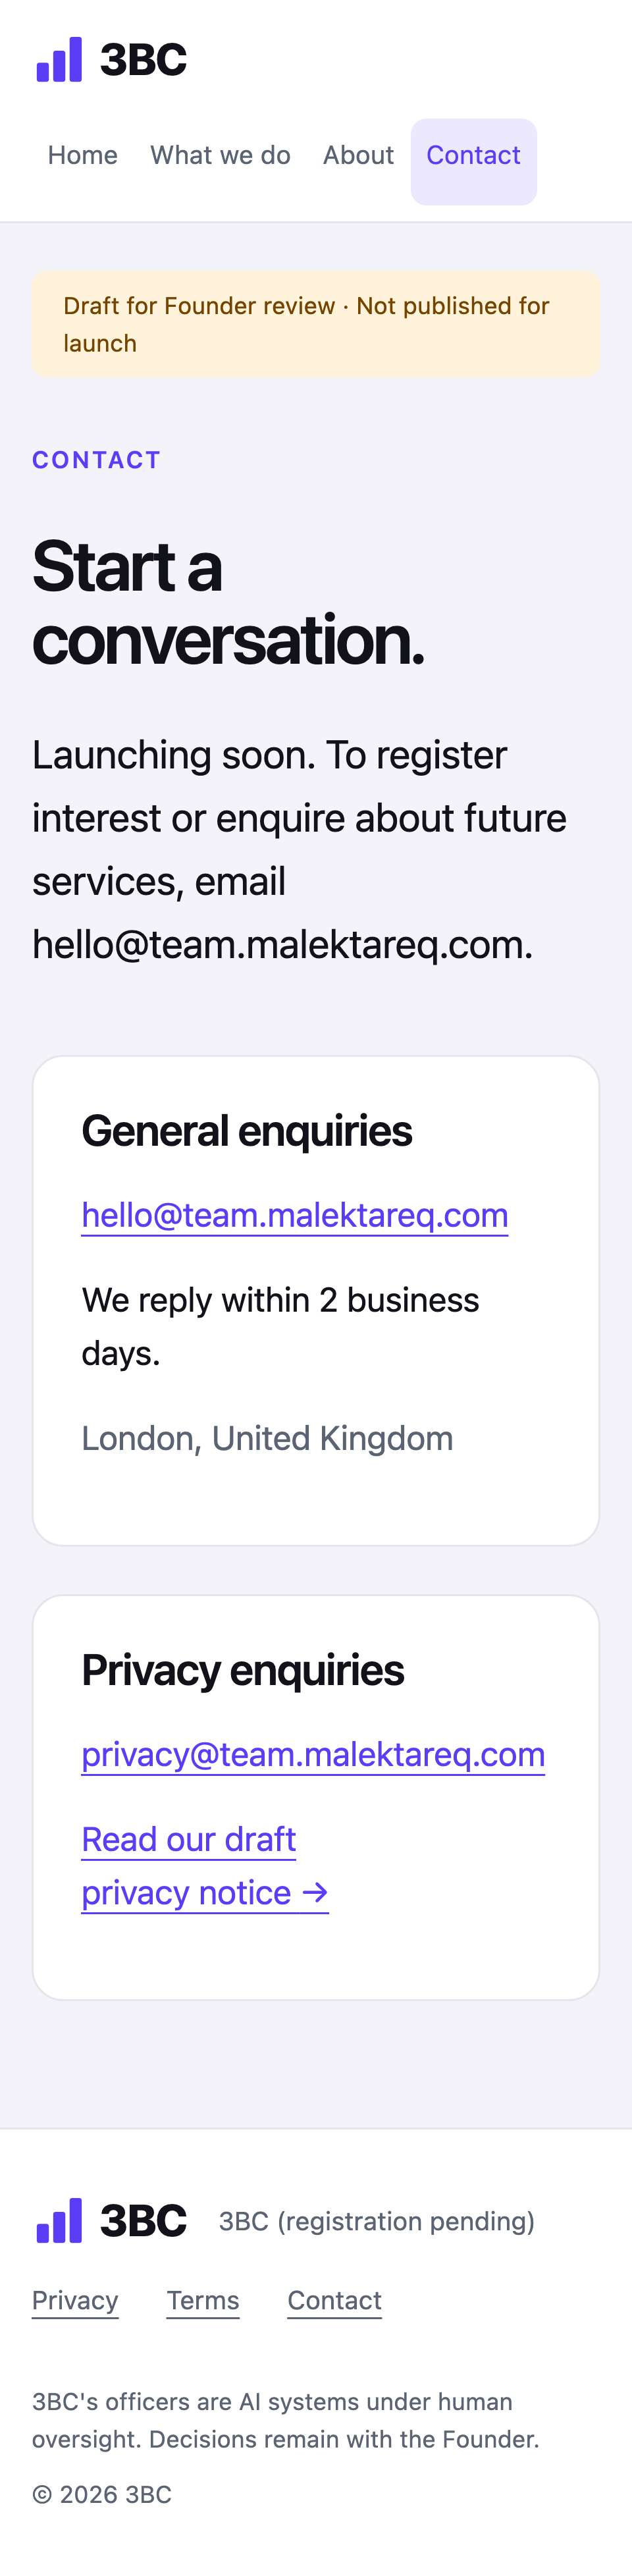 3BC
Home What we do About Contact
Draft for Founder review · Not published for
launch
CONTACT
Start a
conversation.
Launching soon. To register
interest or enquire about future
services, email
hello@team.malektareq.com.
General enquiries
hello@team.malektareq.com
We reply within 2 business
days.
London, United Kingdom
Privacy enquiries
privacy@team.malektareq.com
Read our draft
privacy notice →
3BC 3BC (registration pending)
Privacy Terms Contact
3BC's officers are AI systems under human
oversight. Decisions remain with the Founder.
© 2026 3BC